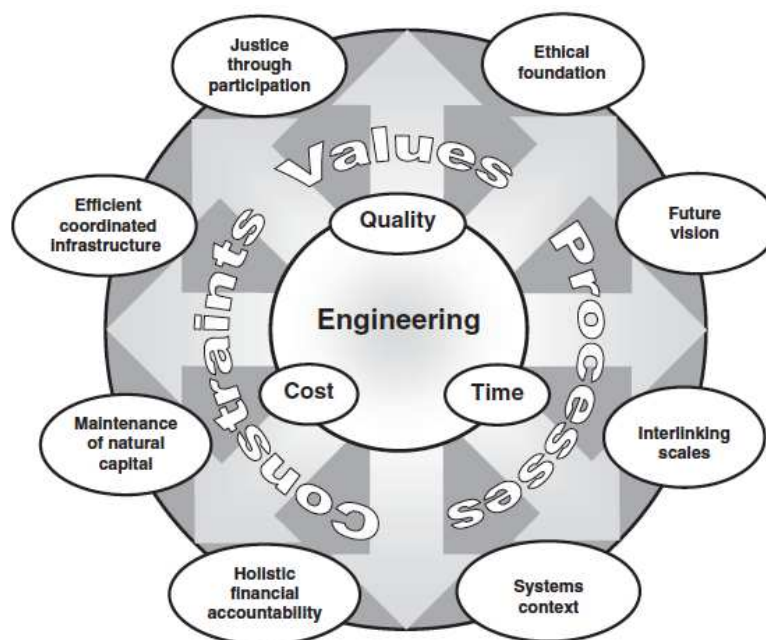 Justice
through
participation
Ethical
foundation
Values
Efficient
coordinated
infrastructure
Quality
Future
vision
Constraints
Engineering
Processes
Cost
Time
Maintenance
of natural
capital
Interlinking
scales
Holistic
financial
accountability
Systems
context